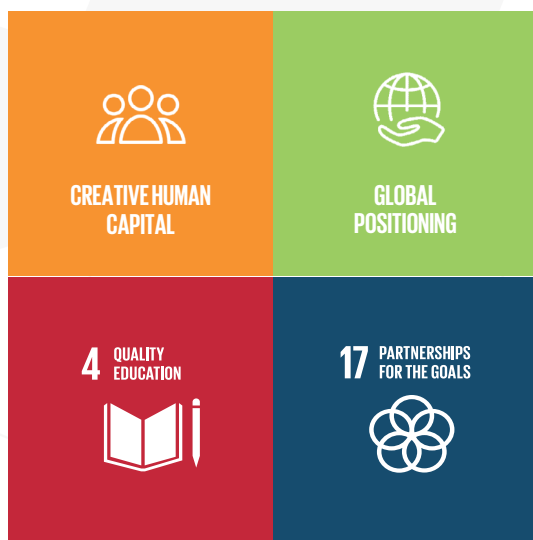 CREATIVE HUMAN
CAPITAL
GLOBAL
POSITIONING
4 QUALITY
EDUCATION
17 PARTNERSHIPS
FOR THE GOALS